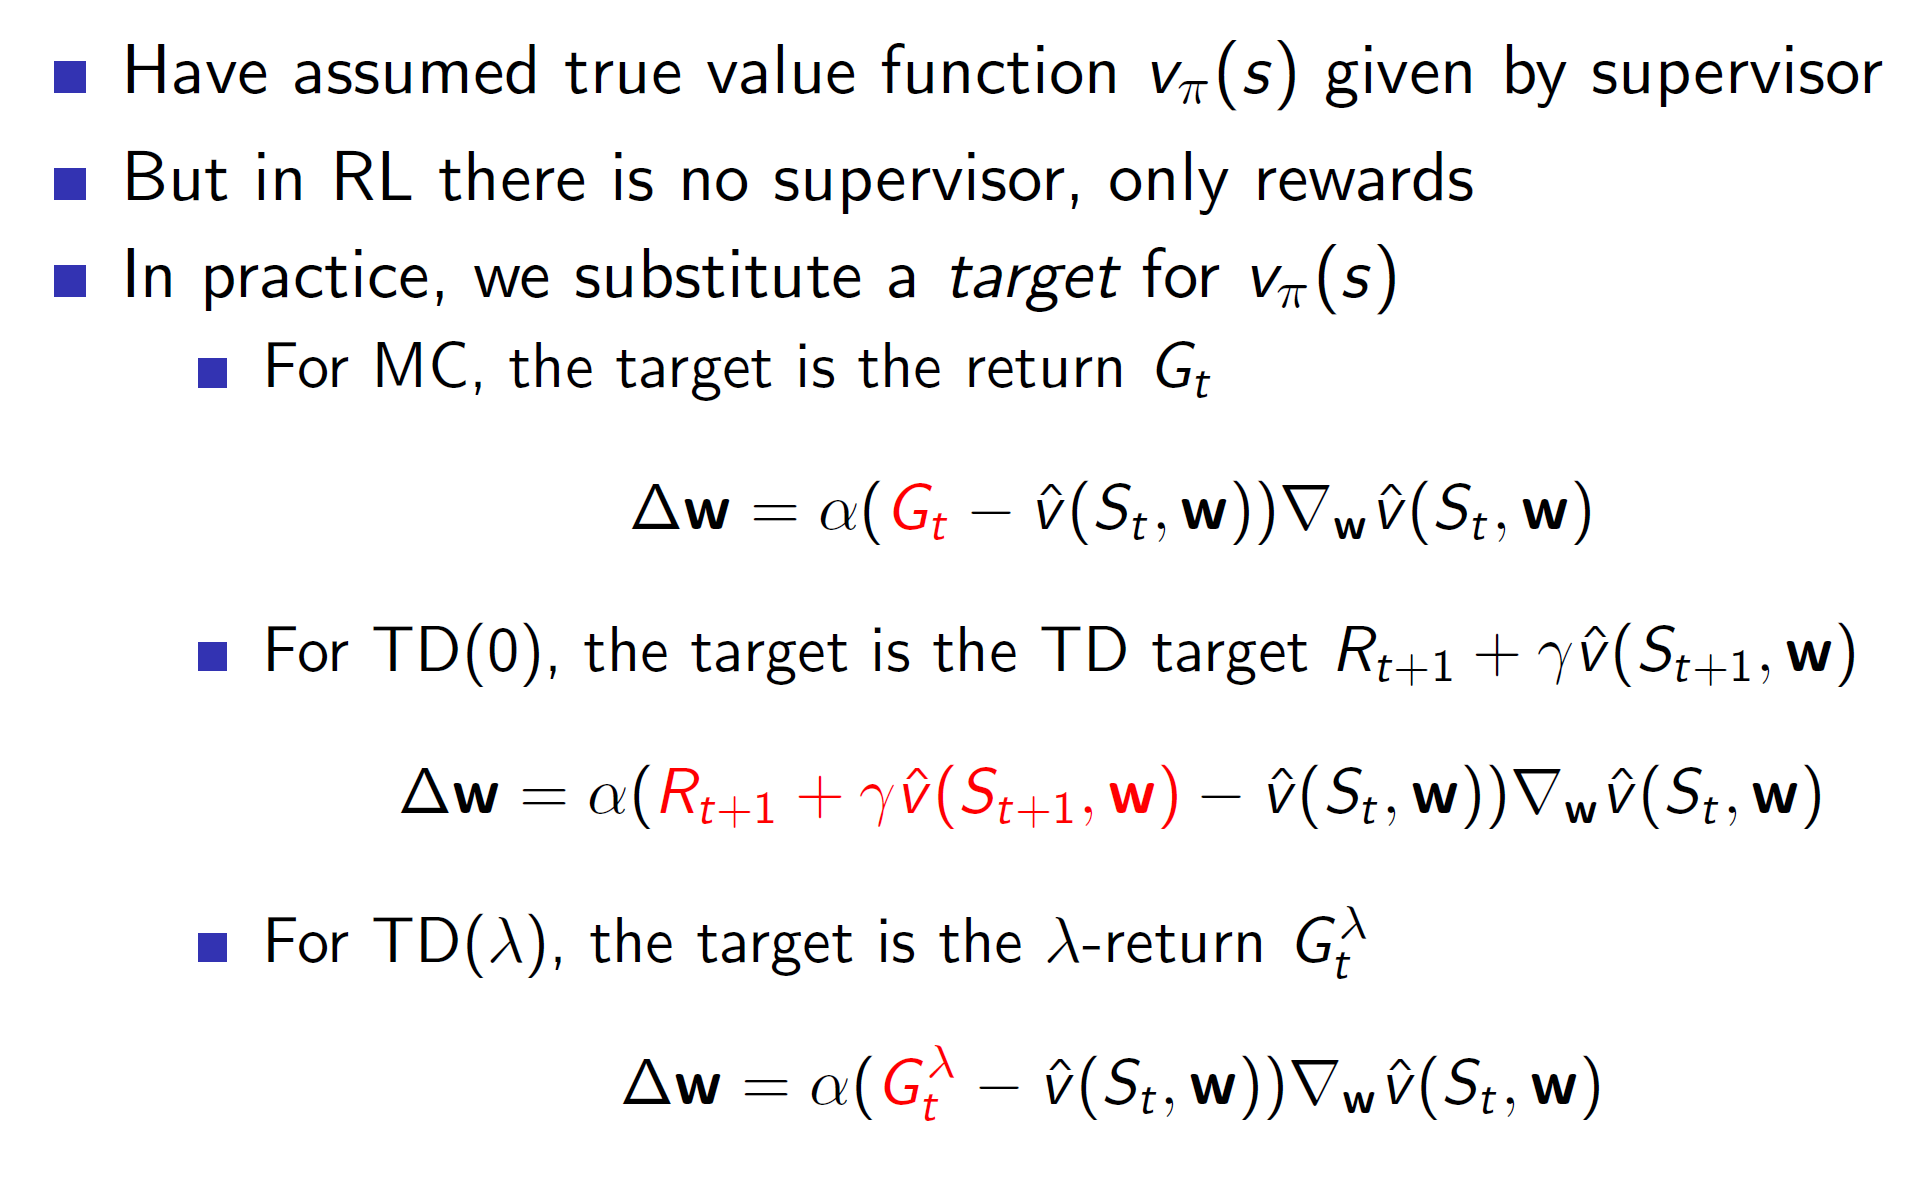 Have assumed true value function $v_\pi(s)$ given by supervisor
But in RL there is no supervisor, only rewards
In practice, we substitute a target for $v_\pi(s)$
For MC, the target is the return $G_t$
$\Delta \mathbf{w} = \alpha(G_t - \hat{v}(S_t, \mathbf{w}))\nabla_{\mathbf{w}} \hat{v}(S_t, \mathbf{w})$
For TD(0), the target is the TD target $R_{t+1} + \gamma \hat{v}(S_{t+1}, \mathbf{w})$
$\Delta \mathbf{w} = \alpha(R_{t+1} + \gamma \hat{v}(S_{t+1}, \mathbf{w}) - \hat{v}(S_t, \mathbf{w}))\nabla_{\mathbf{w}} \hat{v}(S_t, \mathbf{w})$
For TD($\lambda$), the target is the $\lambda$-return $G_t^\lambda$
$\Delta \mathbf{w} = \alpha(G_t^\lambda - \hat{v}(S_t, \mathbf{w}))\nabla_{\mathbf{w}} \hat{v}(S_t, \mathbf{w})$